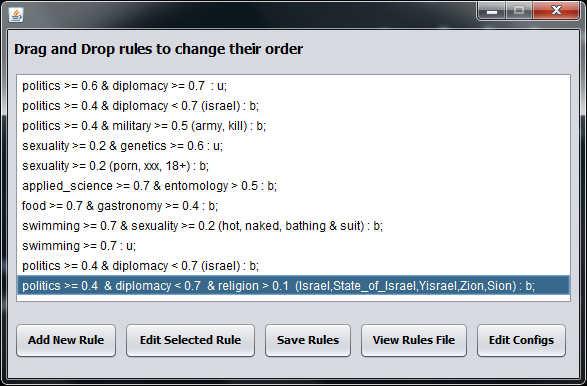 Drag and Drop rules to change their order
politics >= 0.6 & diplomacy >= 0.7  : u;
politics >= 0.4 & diplomacy < 0.7 (israel) : b;
politics >= 0.4 & military >= 0.5 (army, kill) : b;
sexuality >= 0.2 & genetics >= 0.6 : u;
sexuality >= 0.2 (porn, xxx, 18+) : b;
applied_science >= 0.7 & entomology > 0.5 : b;
food >= 0.7 & gastronomy >= 0.4 : b;
swimming >= 0.7 & sexuality >= 0.2 (hot, naked, bathing & suit) : b;
swimming >= 0.7 : u;
politics >= 0.4 & diplomacy < 0.7 (israel) : b;
politics >= 0.4  & diplomacy < 0.7  & religion > 0.1  (Israel,State_of_Israel,Yisrael,Zion,Sion) : b;
Add New Rule Edit Selected Rule Save Rules View Rules File Edit Configs